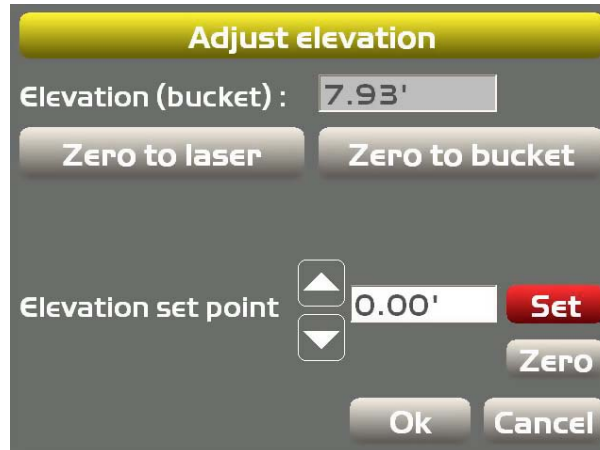 Adjust elevation
Elevation (bucket) : 7.93'
Zero to laser Zero to bucket
Elevation set point 0.00' Set
Zero
Ok Cancel